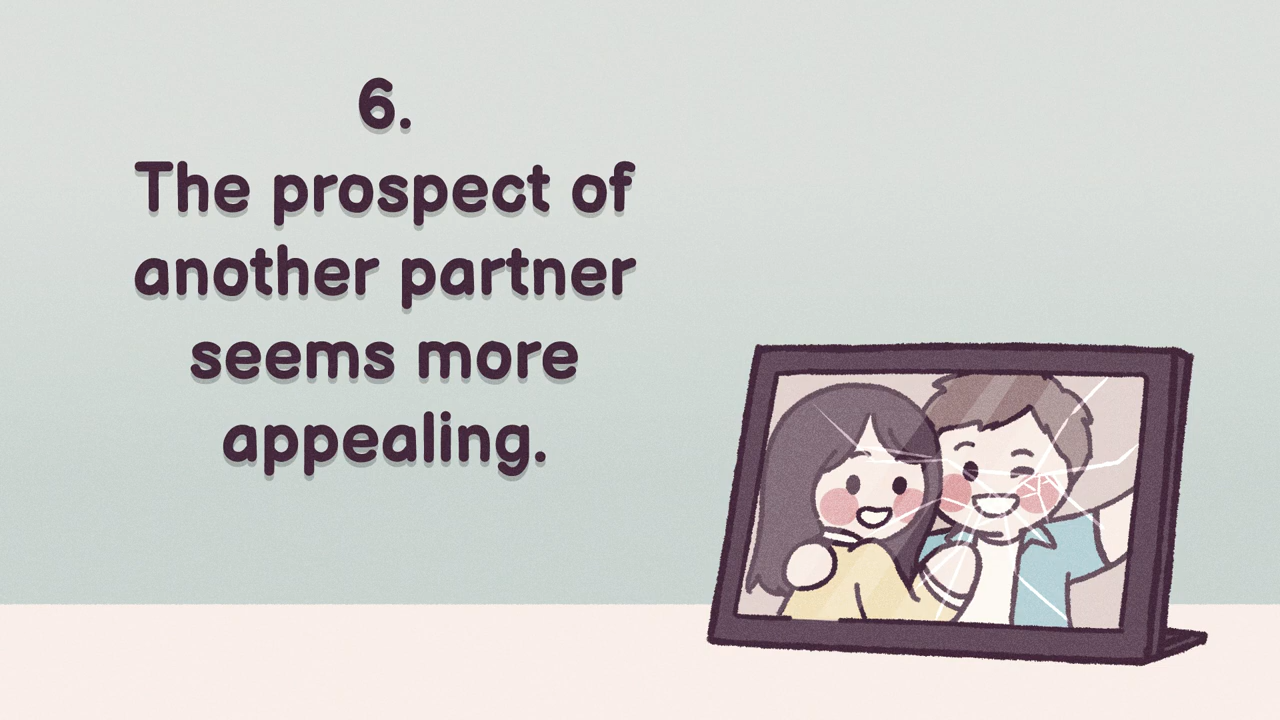 6.
The prospect of
another partner
seems more
appealing.